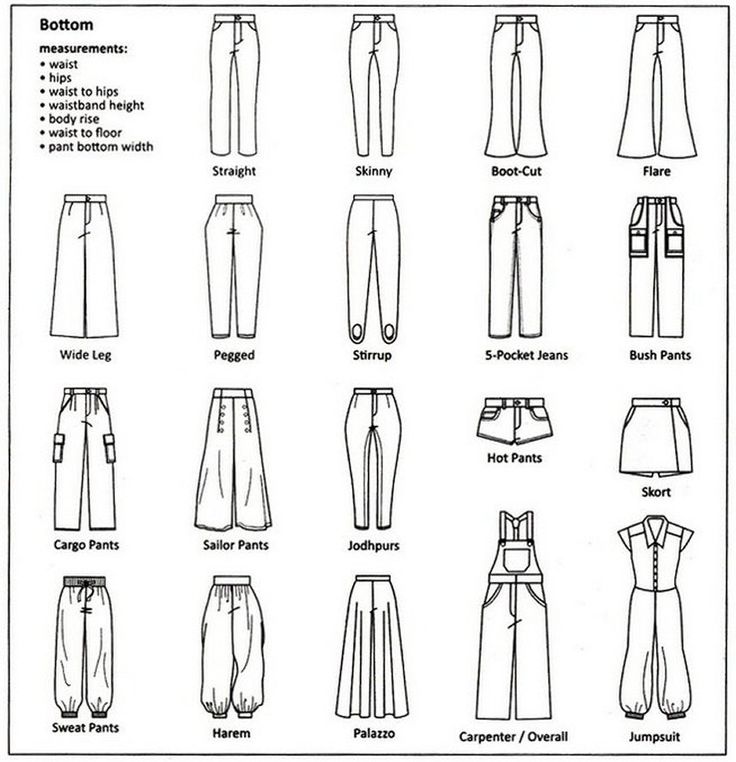 Bottom
measurements:
• waist
• hips
• waist to hips
• waistband height
• body rise
• waist to floor
• pant bottom width
Straight
Skinny
Boot-Cut
Flare
Wide Leg
Pegged
Stirrup
5-Pocket Jeans
Bush Pants
Cargo Pants
Sailor Pants
Jodhpurs
Hot Pants
Skort
Sweat Pants
Harem
Palazzo
Carpenter / Overall
Jumpsuit